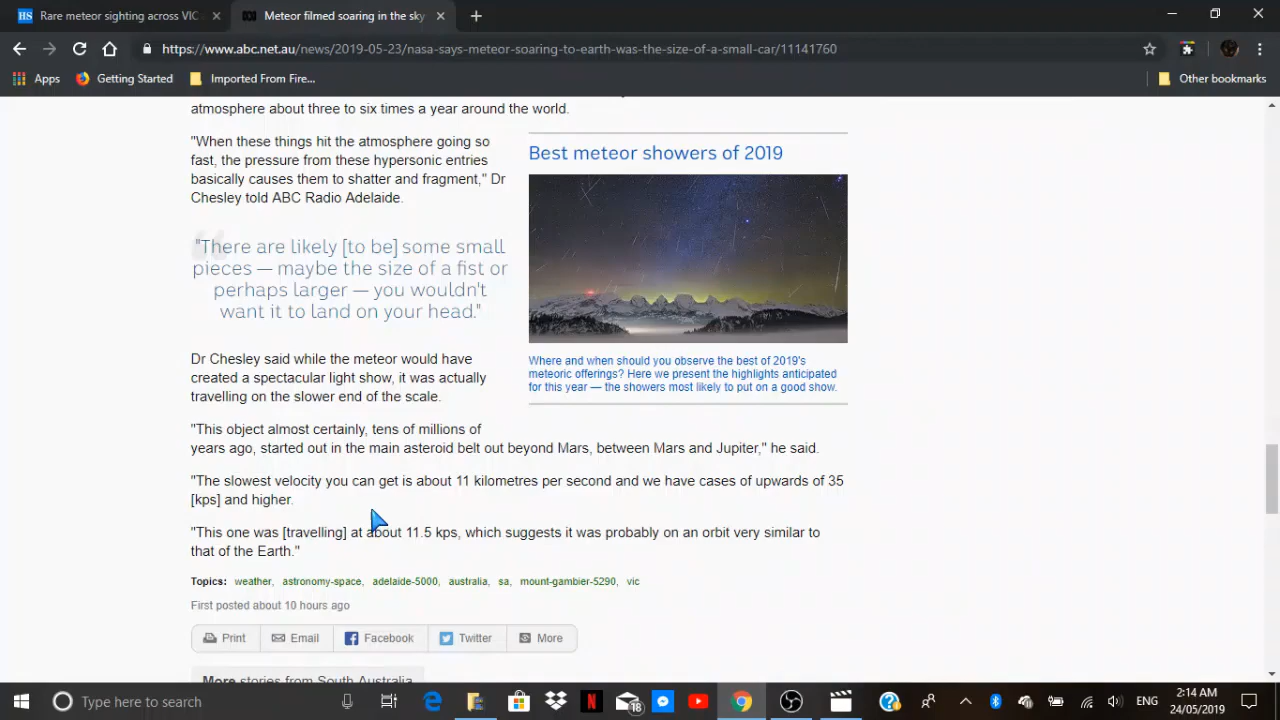 Rare meteor sighting across VIC
Meteor filmed soaring in the sky
https://www.abc.net.au/news/2019-05-23/nasa-says-meteor-soaring-to-earth-was-the-size-of-a-small-car/11141760
Apps
Getting Started
Imported From Fire...
Other bookmarks
atmosphere about three to six times a year around the world.
"When these things hit the atmosphere going so
fast, the pressure from these hypersonic entries
basically causes them to shatter and fragment," Dr
Chesley told ABC Radio Adelaide.
"There are likely [to be] some small
pieces — maybe the size of a fist or
perhaps larger — you wouldn't
want it to land on your head."
Best meteor showers of 2019
Where and when should you observe the best of 2019's
meteoric offerings? Here we present the highlights anticipated
for this year — the showers most likely to put on a good show.
Dr Chesley said while the meteor would have
created a spectacular light show, it was actually
travelling on the slower end of the scale.
"This object almost certainly, tens of millions of
years ago, started out in the main asteroid belt out beyond Mars, between Mars and Jupiter," he said.
"The slowest velocity you can get is about 11 kilometres per second and we have cases of upwards of 35
[kps] and higher.
"This one was [travelling] at about 11.5 kps, which suggests it was probably on an orbit very similar to
that of the Earth."
Topics: weather, astronomy-space, adelaide-5000, australia, sa, mount-gambier-5290, vic
First posted about 10 hours ago
Print Email Facebook Twitter More
More stories from South Australia
Type here to search
18
ENG
2:14 AM
24/05/2019